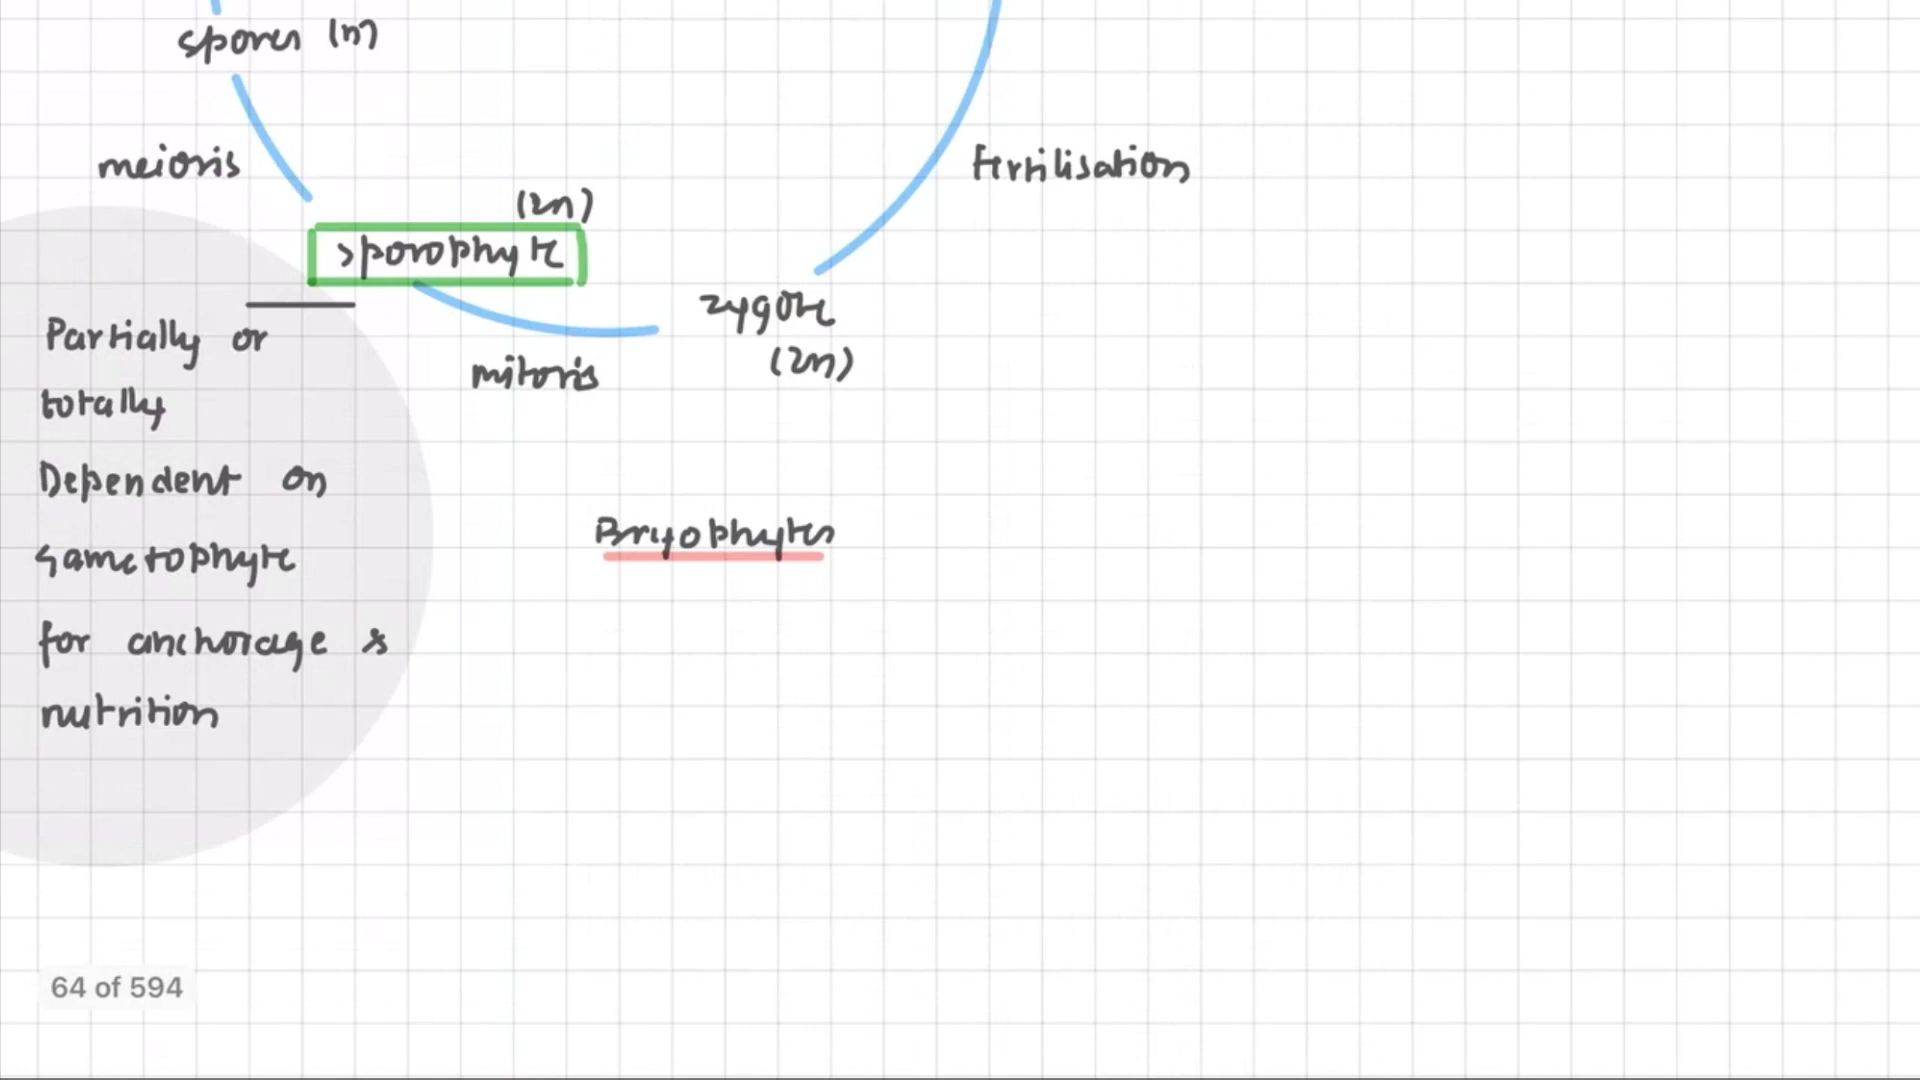 spores (n)
meiosis
fertilisation
(2n)
sporophyte
zygote
(2n)
mitosis
Partially or
totally
Dependent on
Gametophyte
for anchorage &
nutrition
Bryophytes
64 of 594